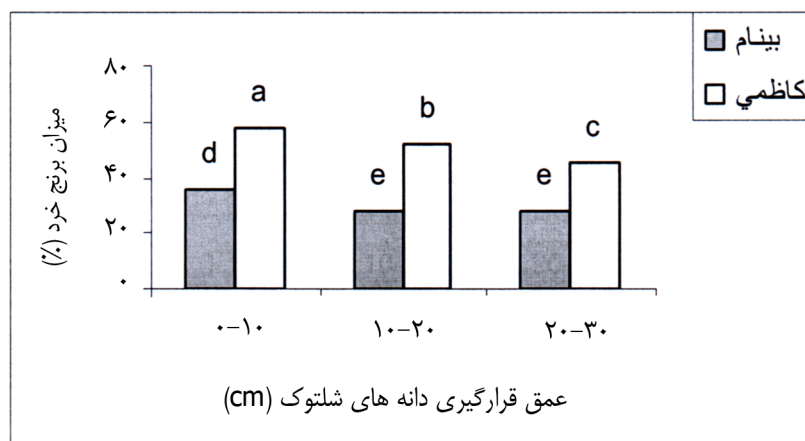 بینام
کاظمي
میزان برنج خرد (%)
۸۰
۶۰
۴۰
۲۰
۰
a
b
c
d
e
e
۰-۱۰
۱۰-۲۰
۲۰-۳۰
عمق قرارگیری دانه های شلتوک (cm)